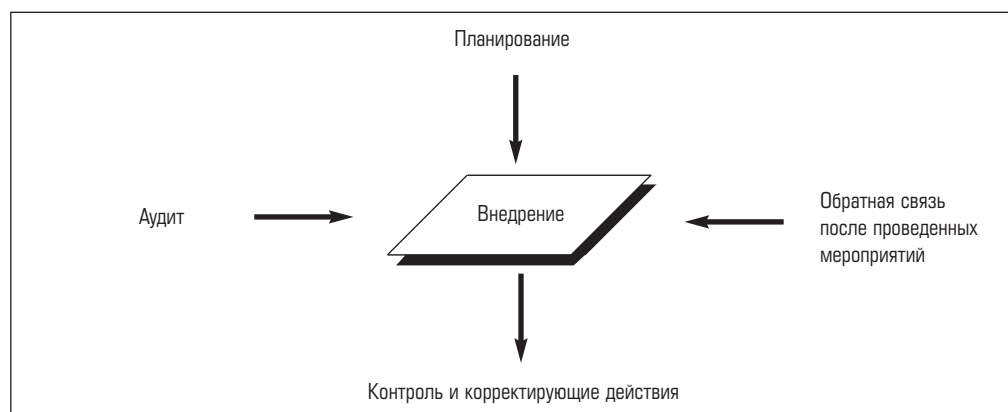 Планирование
Аудит
Внедрение
Обратная связь
после проведенных
мероприятий
Контроль и корректирующие действия